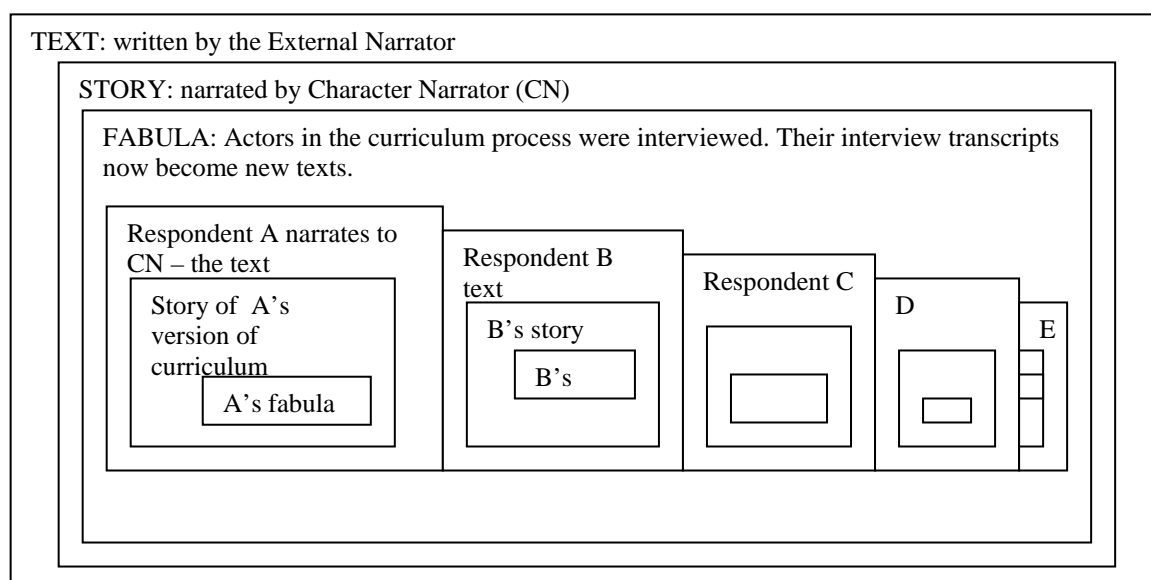 TEXT: written by the External Narrator
STORY: narrated by Character Narrator (CN)
FABULA: Actors in the curriculum process were interviewed. Their interview transcripts
now become new texts.
Respondent A narrates to
CN – the text
Story of A’s
version of
curriculum
A’s fabula
Respondent B
text
B’s story
B’s
Respondent C
D
E